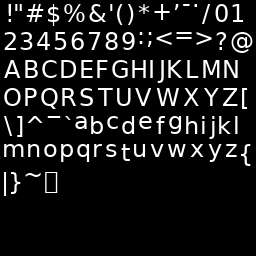 !"#$%&'()*+,-./01
23456789:;<=>?@
ABCDEFGHIJKLMN
OPQRSTUVWXYZ[
\]^_`abcdefghijkl
mnopqrstuvwxyz{
|}~